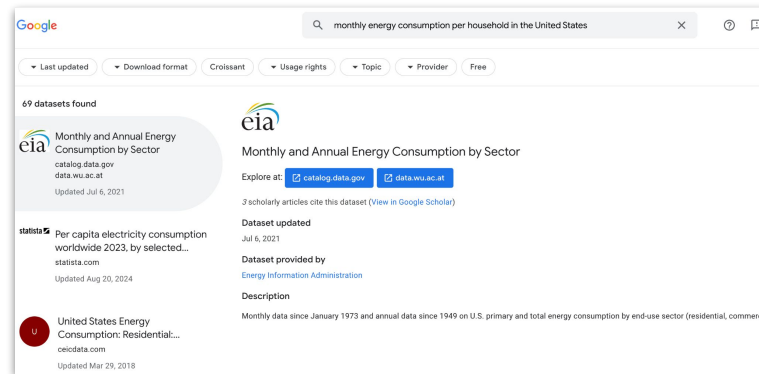 Google
monthly energy consumption per household in the United States
Last updated
Download format
Croissant
Usage rights
Topic
Provider
Free
69 datasets found
eia
Monthly and Annual Energy
Consumption by Sector
catalog.data.gov
data.wu.ac.at
Updated Jul 6, 2021
statista
Per capita electricity consumption
worldwide 2023, by selected...
statista.com
Updated Aug 20, 2024
U
United States Energy
Consumption: Residential:...
ceicdata.com
Updated Mar 29, 2018
eia
Monthly and Annual Energy Consumption by Sector
Explore at: catalog.data.gov data.wu.ac.at
3 scholarly articles cite this dataset (View in Google Scholar)
Dataset updated
Jul 6, 2021
Dataset provided by
Energy Information Administration
Description
Monthly data since January 1973 and annual data since 1949 on U.S. primary and total energy consumption by end-use sector (residential, commer